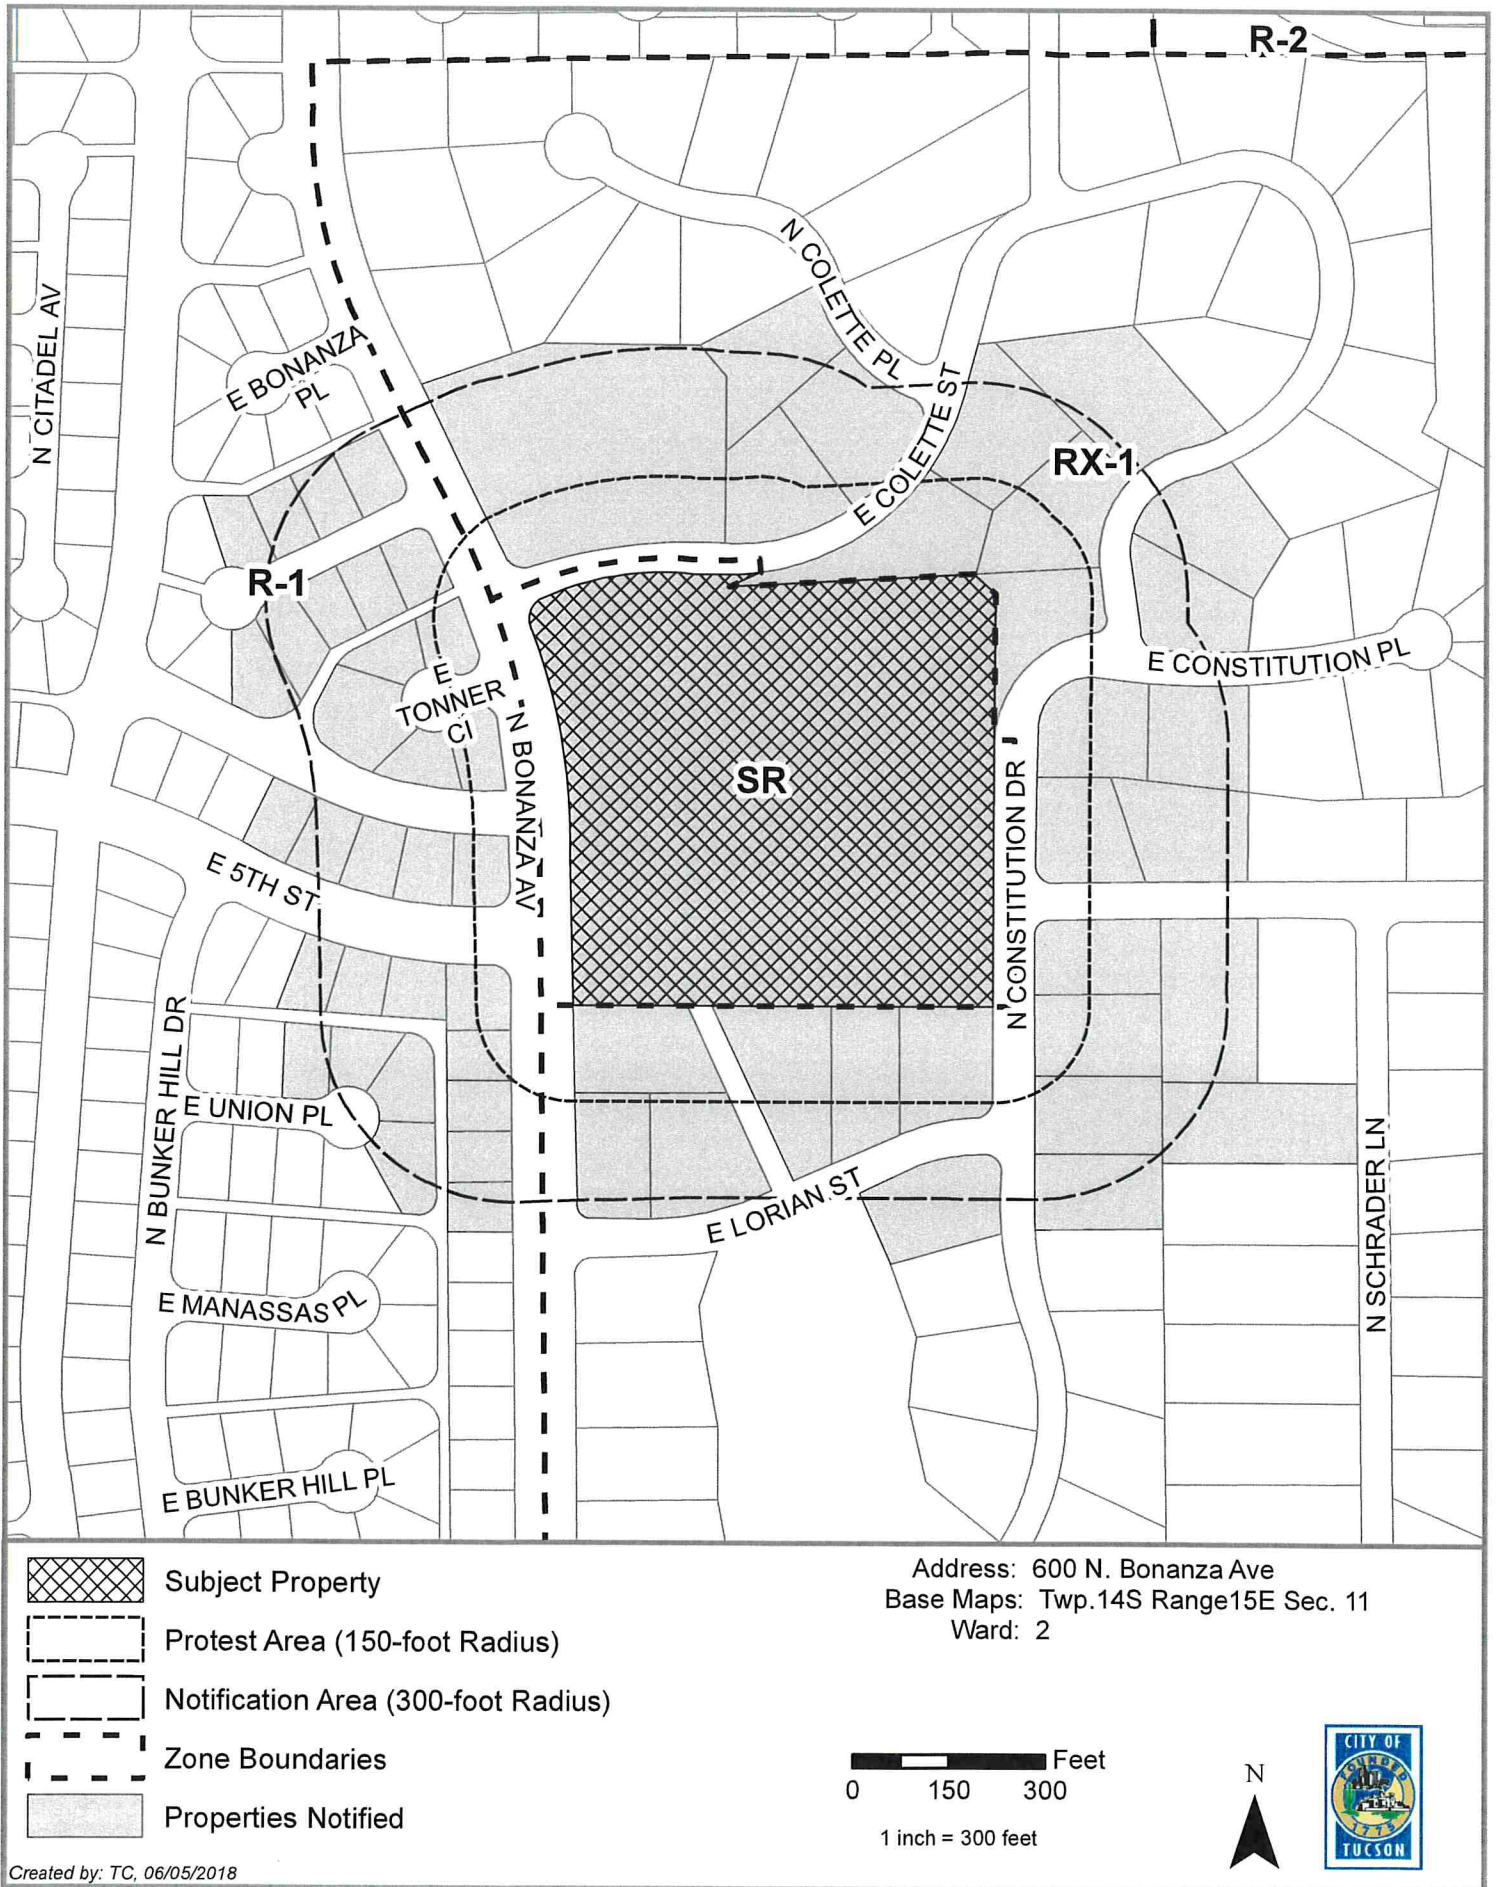 R-2
N COLETTE PL
N CITADEL AV
E BONANZA
PL
E COLETTE ST
RX-1
R-1
E
TONNER
CI
E CONSTITUTION PL
N BONANZA AV
SR
N CONSTITUTION DR
E 5TH ST
N BUNKER HILL DR
E UNION PL
E LORIAN ST
N SCHRADER LN
E MANASSAS PL
E BUNKER HILL PL
Subject Property
Protest Area (150-foot Radius)
Notification Area (300-foot Radius)
Zone Boundaries
Properties Notified
Address: 600 N. Bonanza Ave
Base Maps: Twp.14S Range15E Sec. 11
Ward: 2
Feet
0 150 300
1 inch = 300 feet
N
CITY OF
FOUNDED
1775
TUCSON
Created by: TC, 06/05/2018